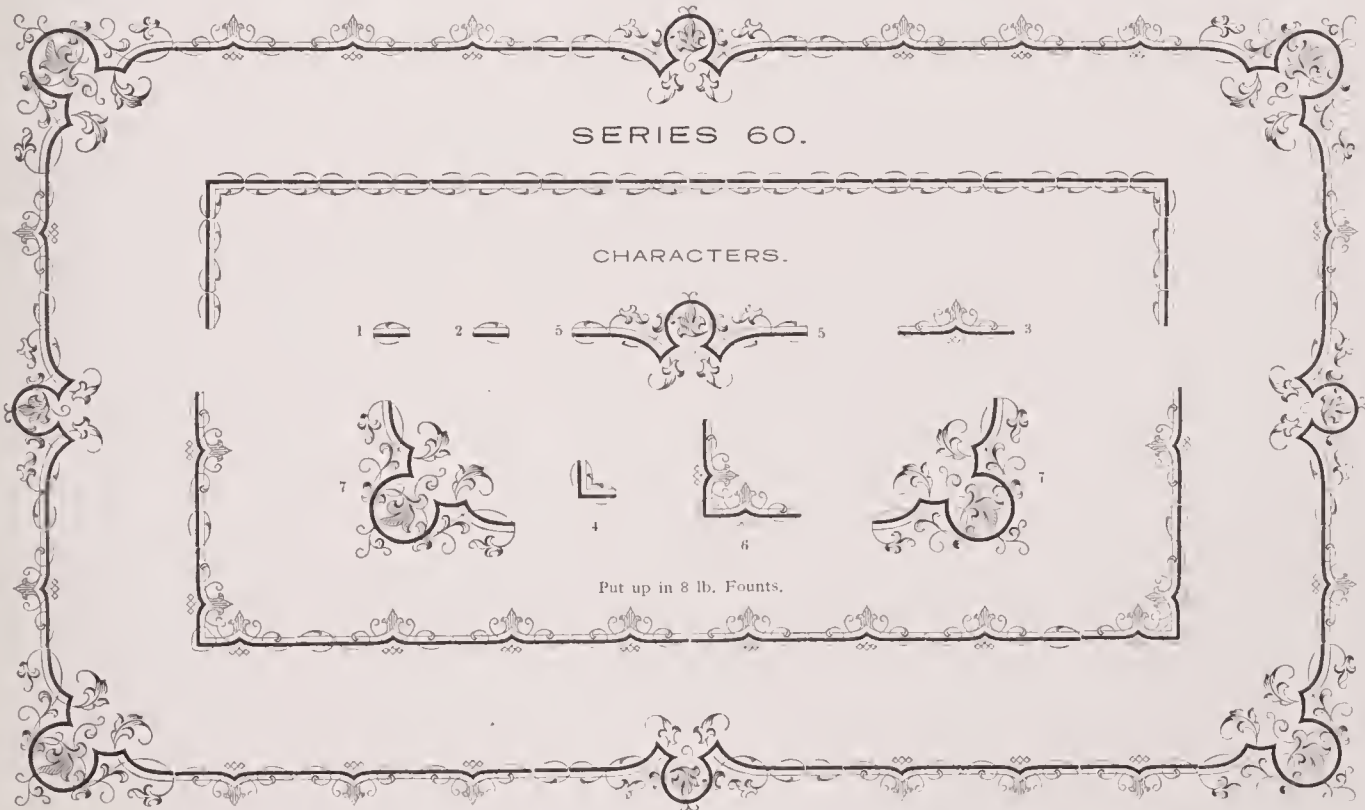 SERIES 60.
CHARACTERS.
1 2 5 5 3
7 4 6 7
Put up in 8 lb. Founts.